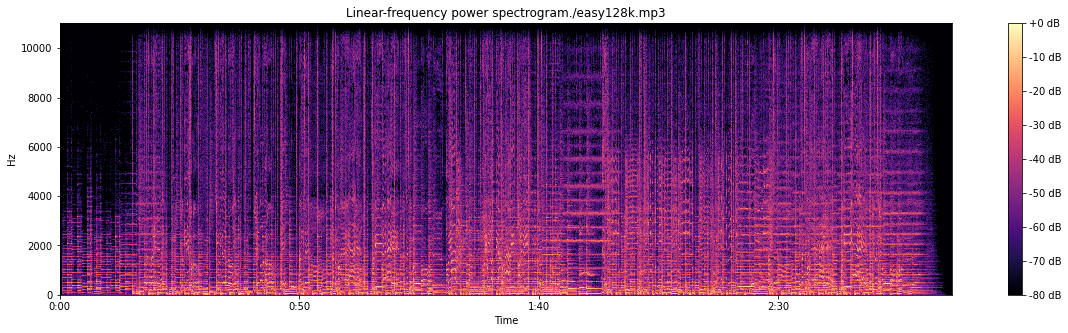 Linear-frequency power spectrogram./easy128k.mp3
10000
8000
6000
4000
2000
0
Hz
0:00
0:50
1:40
2:30
Time
+0 dB
-10 dB
-20 dB
-30 dB
-40 dB
-50 dB
-60 dB
-70 dB
-80 dB